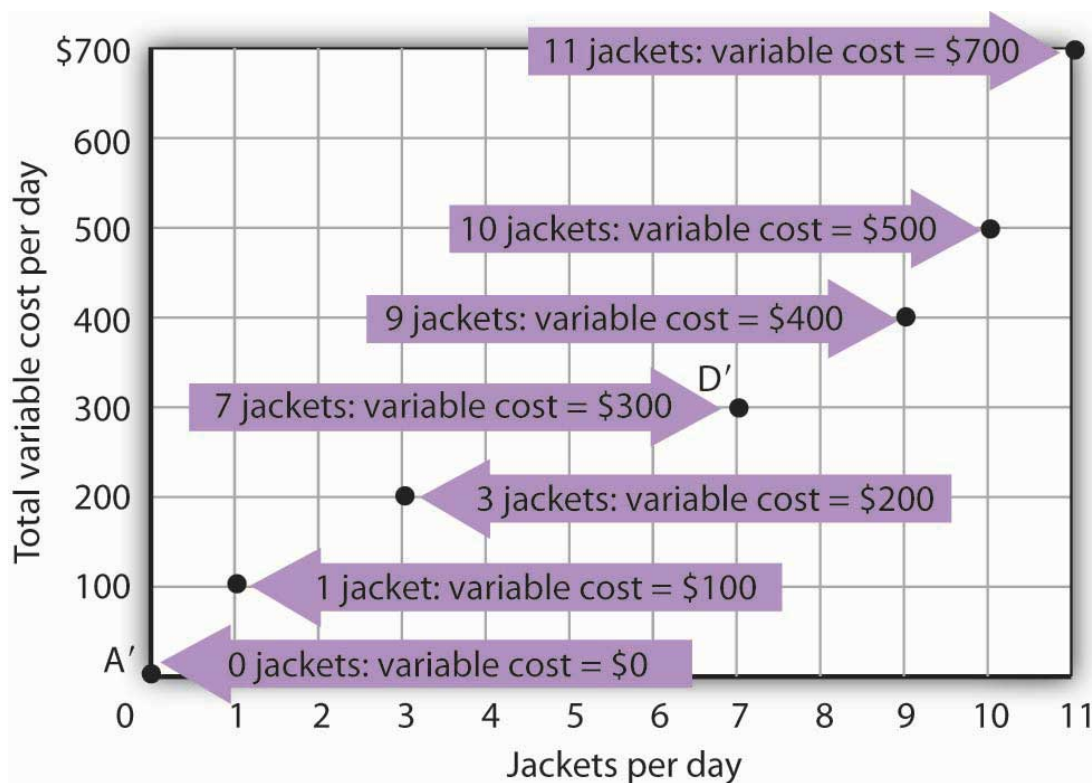 Total variable cost per day
$700
600
500
400
300
200
100
11 jackets: variable cost = $700
10 jackets: variable cost = $500
9 jackets: variable cost = $400
D′
7 jackets: variable cost = $300
3 jackets: variable cost = $200
1 jacket: variable cost = $100
A′
0 jackets: variable cost = $0
0 1 2 3 4 5 6 7 8 9 10 11
Jackets per day